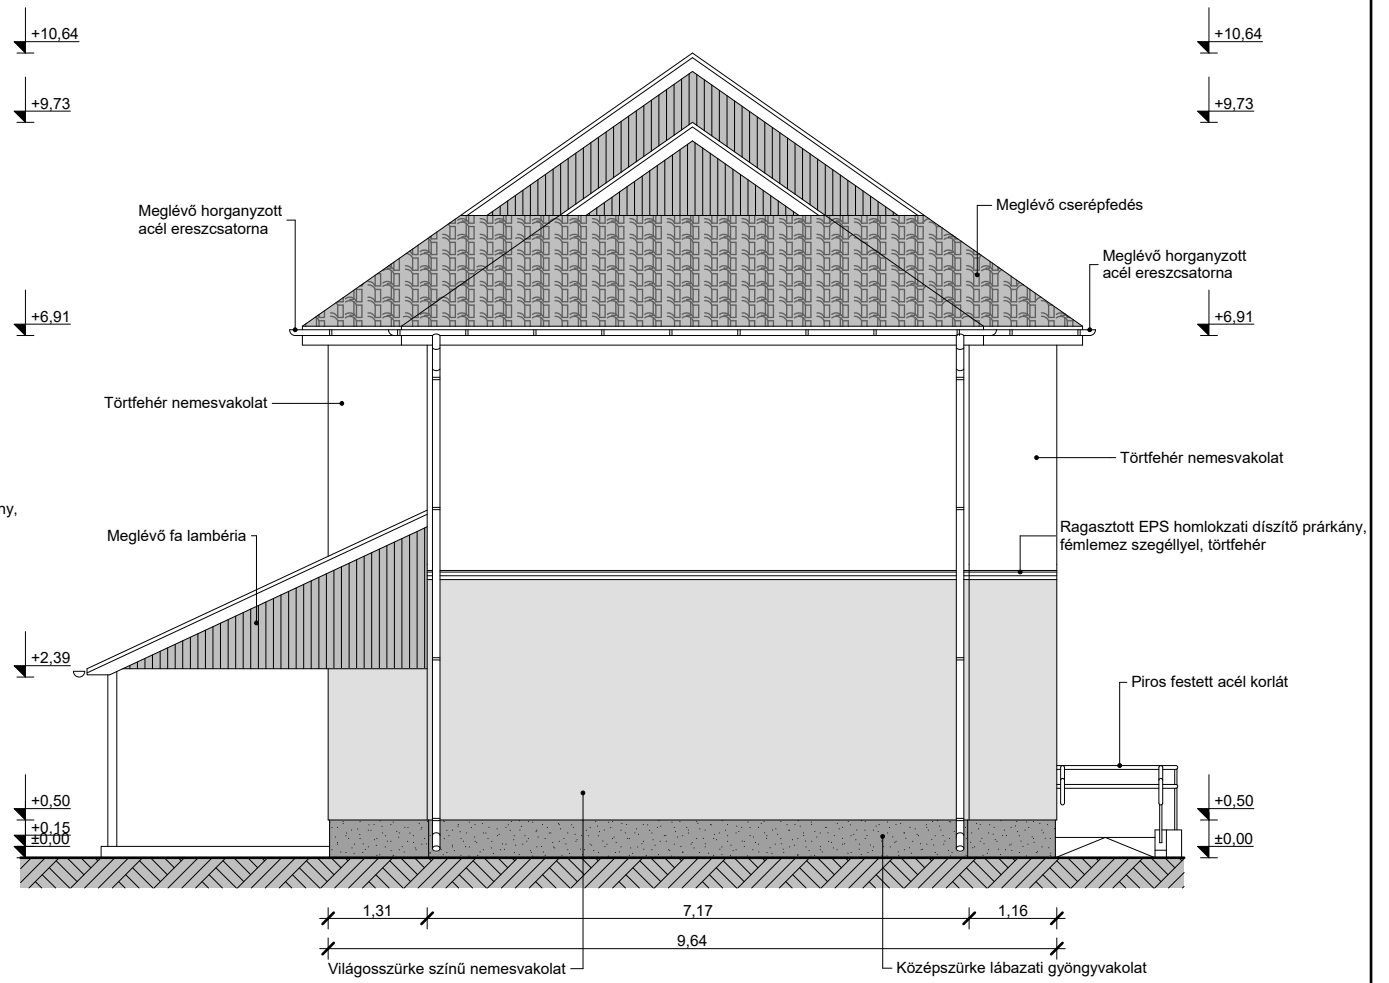 +10,64
+10,64
+9,73
+9,73
Meglévő horganyzott
acél ereszcsatorna
Meglévő cserépfedés
Meglévő horganyzott
acél ereszcsatorna
+6,91
+6,91
Törtfehér nemesvakolat
Törtfehér nemesvakolat
ny,
Meglévő fa lambéria
Ragasztott EPS homlokzati díszítő prárkány,
fémlemez szegéllyel, törtfehér
+2,39
Piros festett acél korlát
+0,50
+0,50
+0,15
±0,00
±0,00
1,31
7,17
1,16
9,64
Világosszürke színű nemesvakolat
Középszürke lábazati gyöngyvakolat